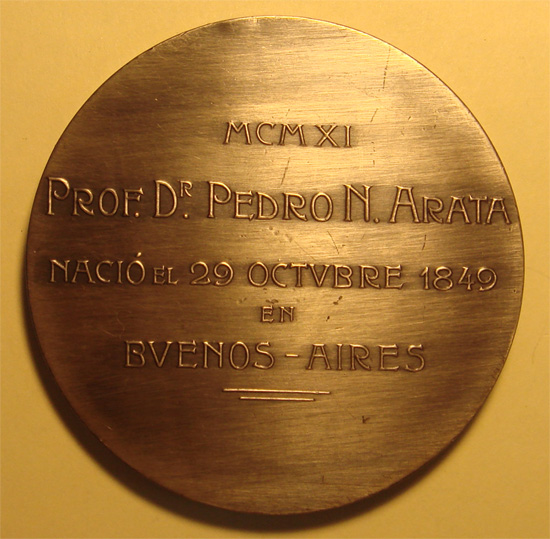 MCMXI
PROF. DR. PEDRO N. ARATA
NACIÓ EL 29 OCTVBRE 1849
EN
BVENOS-AIRES